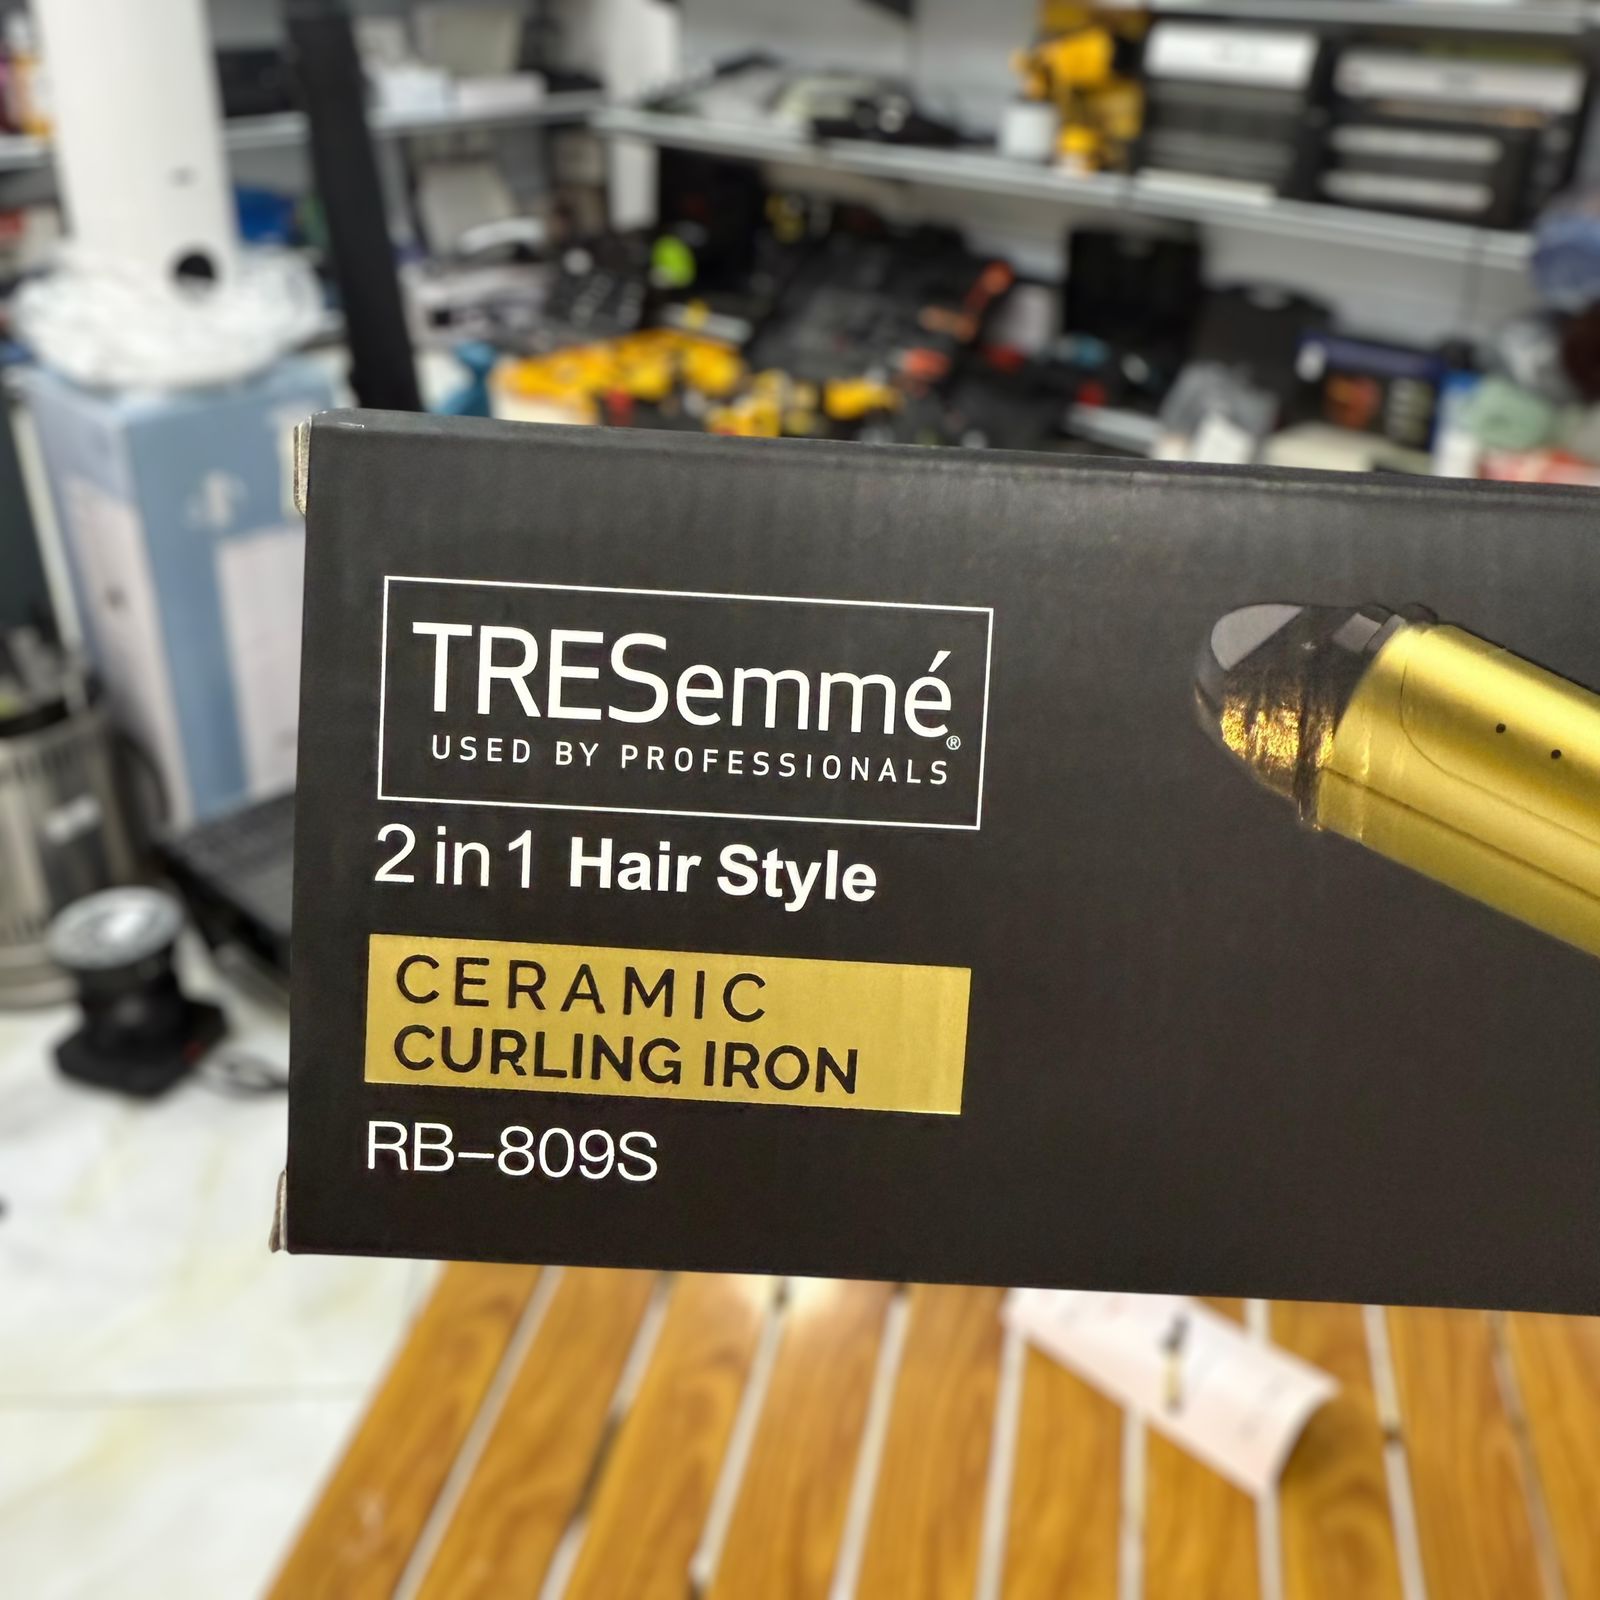 TRESemmé®
USED BY PROFESSIONALS
2 in 1 Hair Style
CERAMIC
CURLING IRON
RB-809S